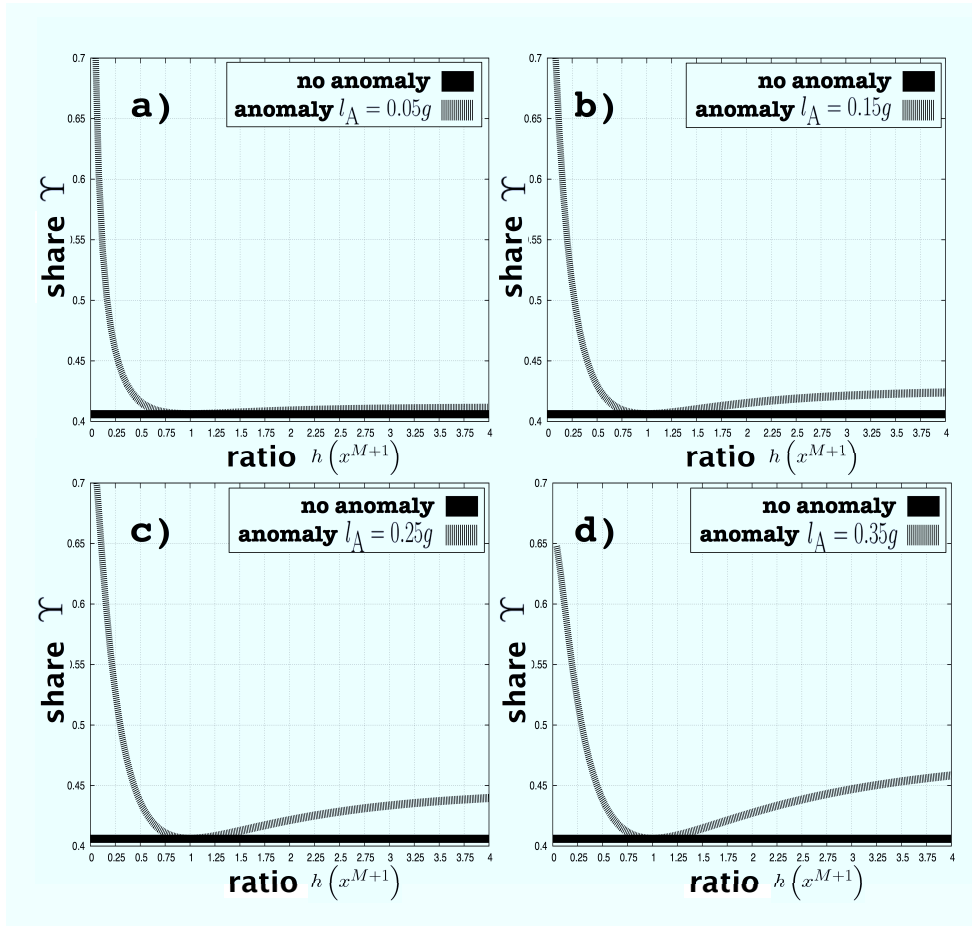 a)
no anomaly
anomaly l_A = 0.05g
0.7
0.65
0.6
.55
0.5
0.45
0.4
share ϒ
0 0.25 0.5 0.75 1 1.25 1.5 1.75 2 2.25 2.5 2.75 3 3.25 3.5 3.75 4
ratio h (x^{M+1})
b)
no anomaly
anomaly l_A = 0.15g
0.7
0.65
0.6
.55
0.5
0.45
0.4
share ϒ
0 0.25 0.5 0.75 1 1.25 1.5 1.75 2 2.25 2.5 2.75 3 3.25 3.5 3.75 4
ratio h (x^{M+1})
c)
no anomaly
anomaly l_A = 0.25g
0.7
0.65
0.6
.55
0.5
0.45
0.4
share ϒ
0 0.25 0.5 0.75 1 1.25 1.5 1.75 2 2.25 2.5 2.75 3 3.25 3.5 3.75 4
ratio h (x^{M+1})
d)
no anomaly
anomaly l_A = 0.35g
0.7
0.65
0.6
0.55
0.5
0.45
0.4
share ϒ
0 0.25 0.5 0.75 1 1.25 1.5 1.75 2 2.25 2.5 2.75 3 3.25 3.5 3.75 4
ratio h (x^{M+1})